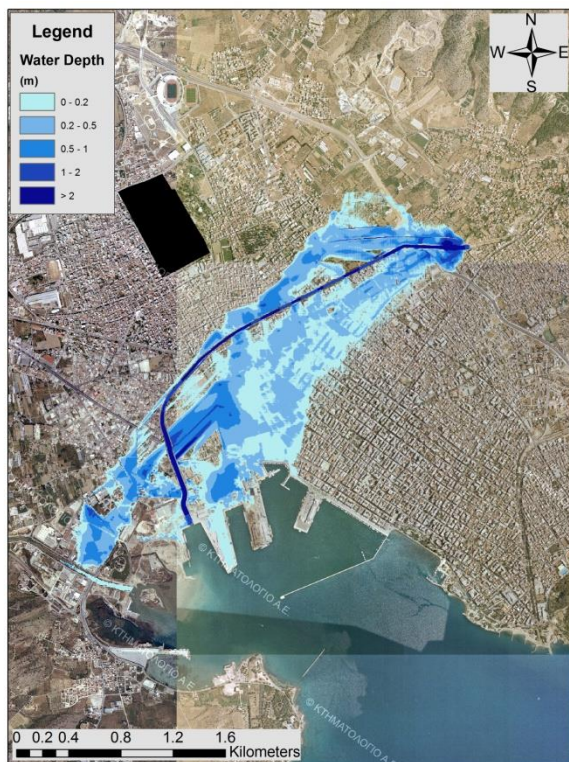 Legend
Water Depth
(m)
0 - 0.2
0.2 - 0.5
0.5 - 1
1 - 2
> 2
N
W E
S
© ΚΤΗΜΑΤΟΛΟΓΙΟ Α.Ε.
© ΚΤΗΜΑΤΟΛΟΓΙΟ Α.Ε.
© ΚΤΗΜΑΤΟΛΟΓΙΟ Α.Ε.
© ΚΤΗΜΑΤΟΛΟΓΙΟ Α.Ε.
0 0.2 0.4 0.8 1.2 1.6
Kilometers